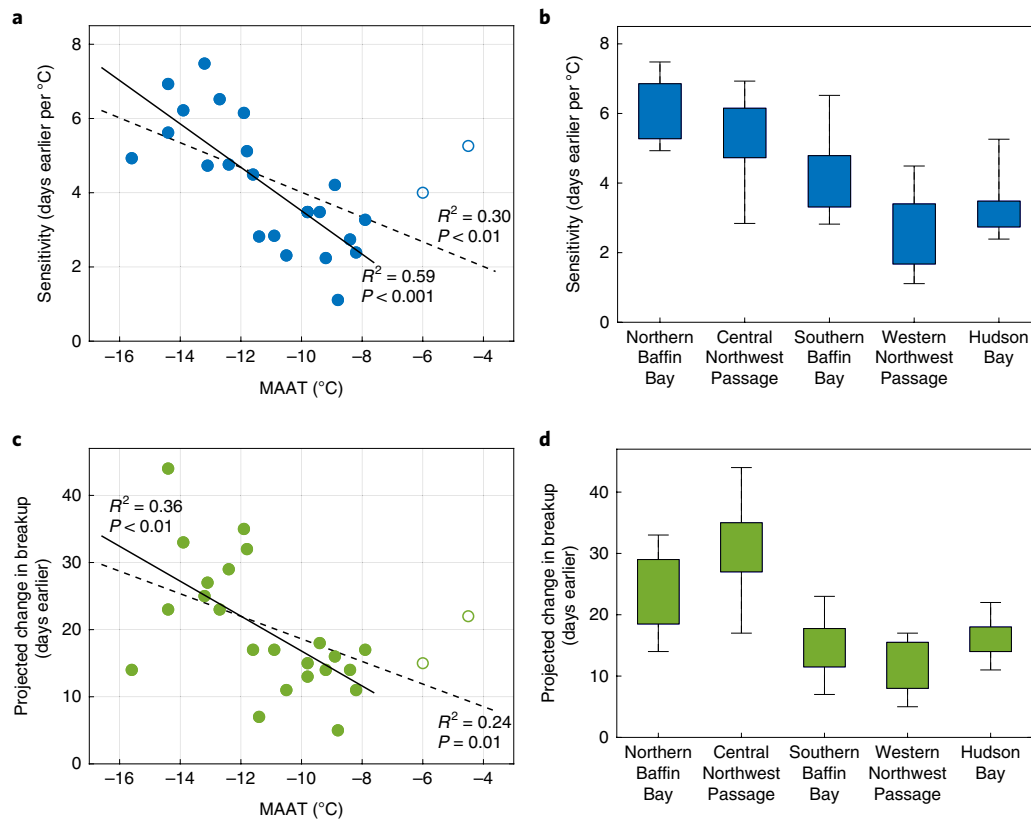 a
Sensitivity (days earlier per °C)
8
6
4
2
0
R² = 0.30
P < 0.01
R² = 0.59
P < 0.001
−16
−14
−12
−10
−8
−6
−4
MAAT (°C)
b
Sensitivity (days earlier per °C)
8
6
4
2
0
Northern
Baffin
Bay
Central
Northwest
Passage
Southern
Baffin
Bay
Western
Northwest
Passage
Hudson
Bay
c
Projected change in breakup
(days earlier)
40
30
20
10
0
R² = 0.36
P < 0.01
R² = 0.24
P = 0.01
−16
−14
−12
−10
−8
−6
−4
MAAT (°C)
d
Projected change in breakup
(days earlier)
40
30
20
10
0
Northern
Baffin
Bay
Central
Northwest
Passage
Southern
Baffin
Bay
Western
Northwest
Passage
Hudson
Bay